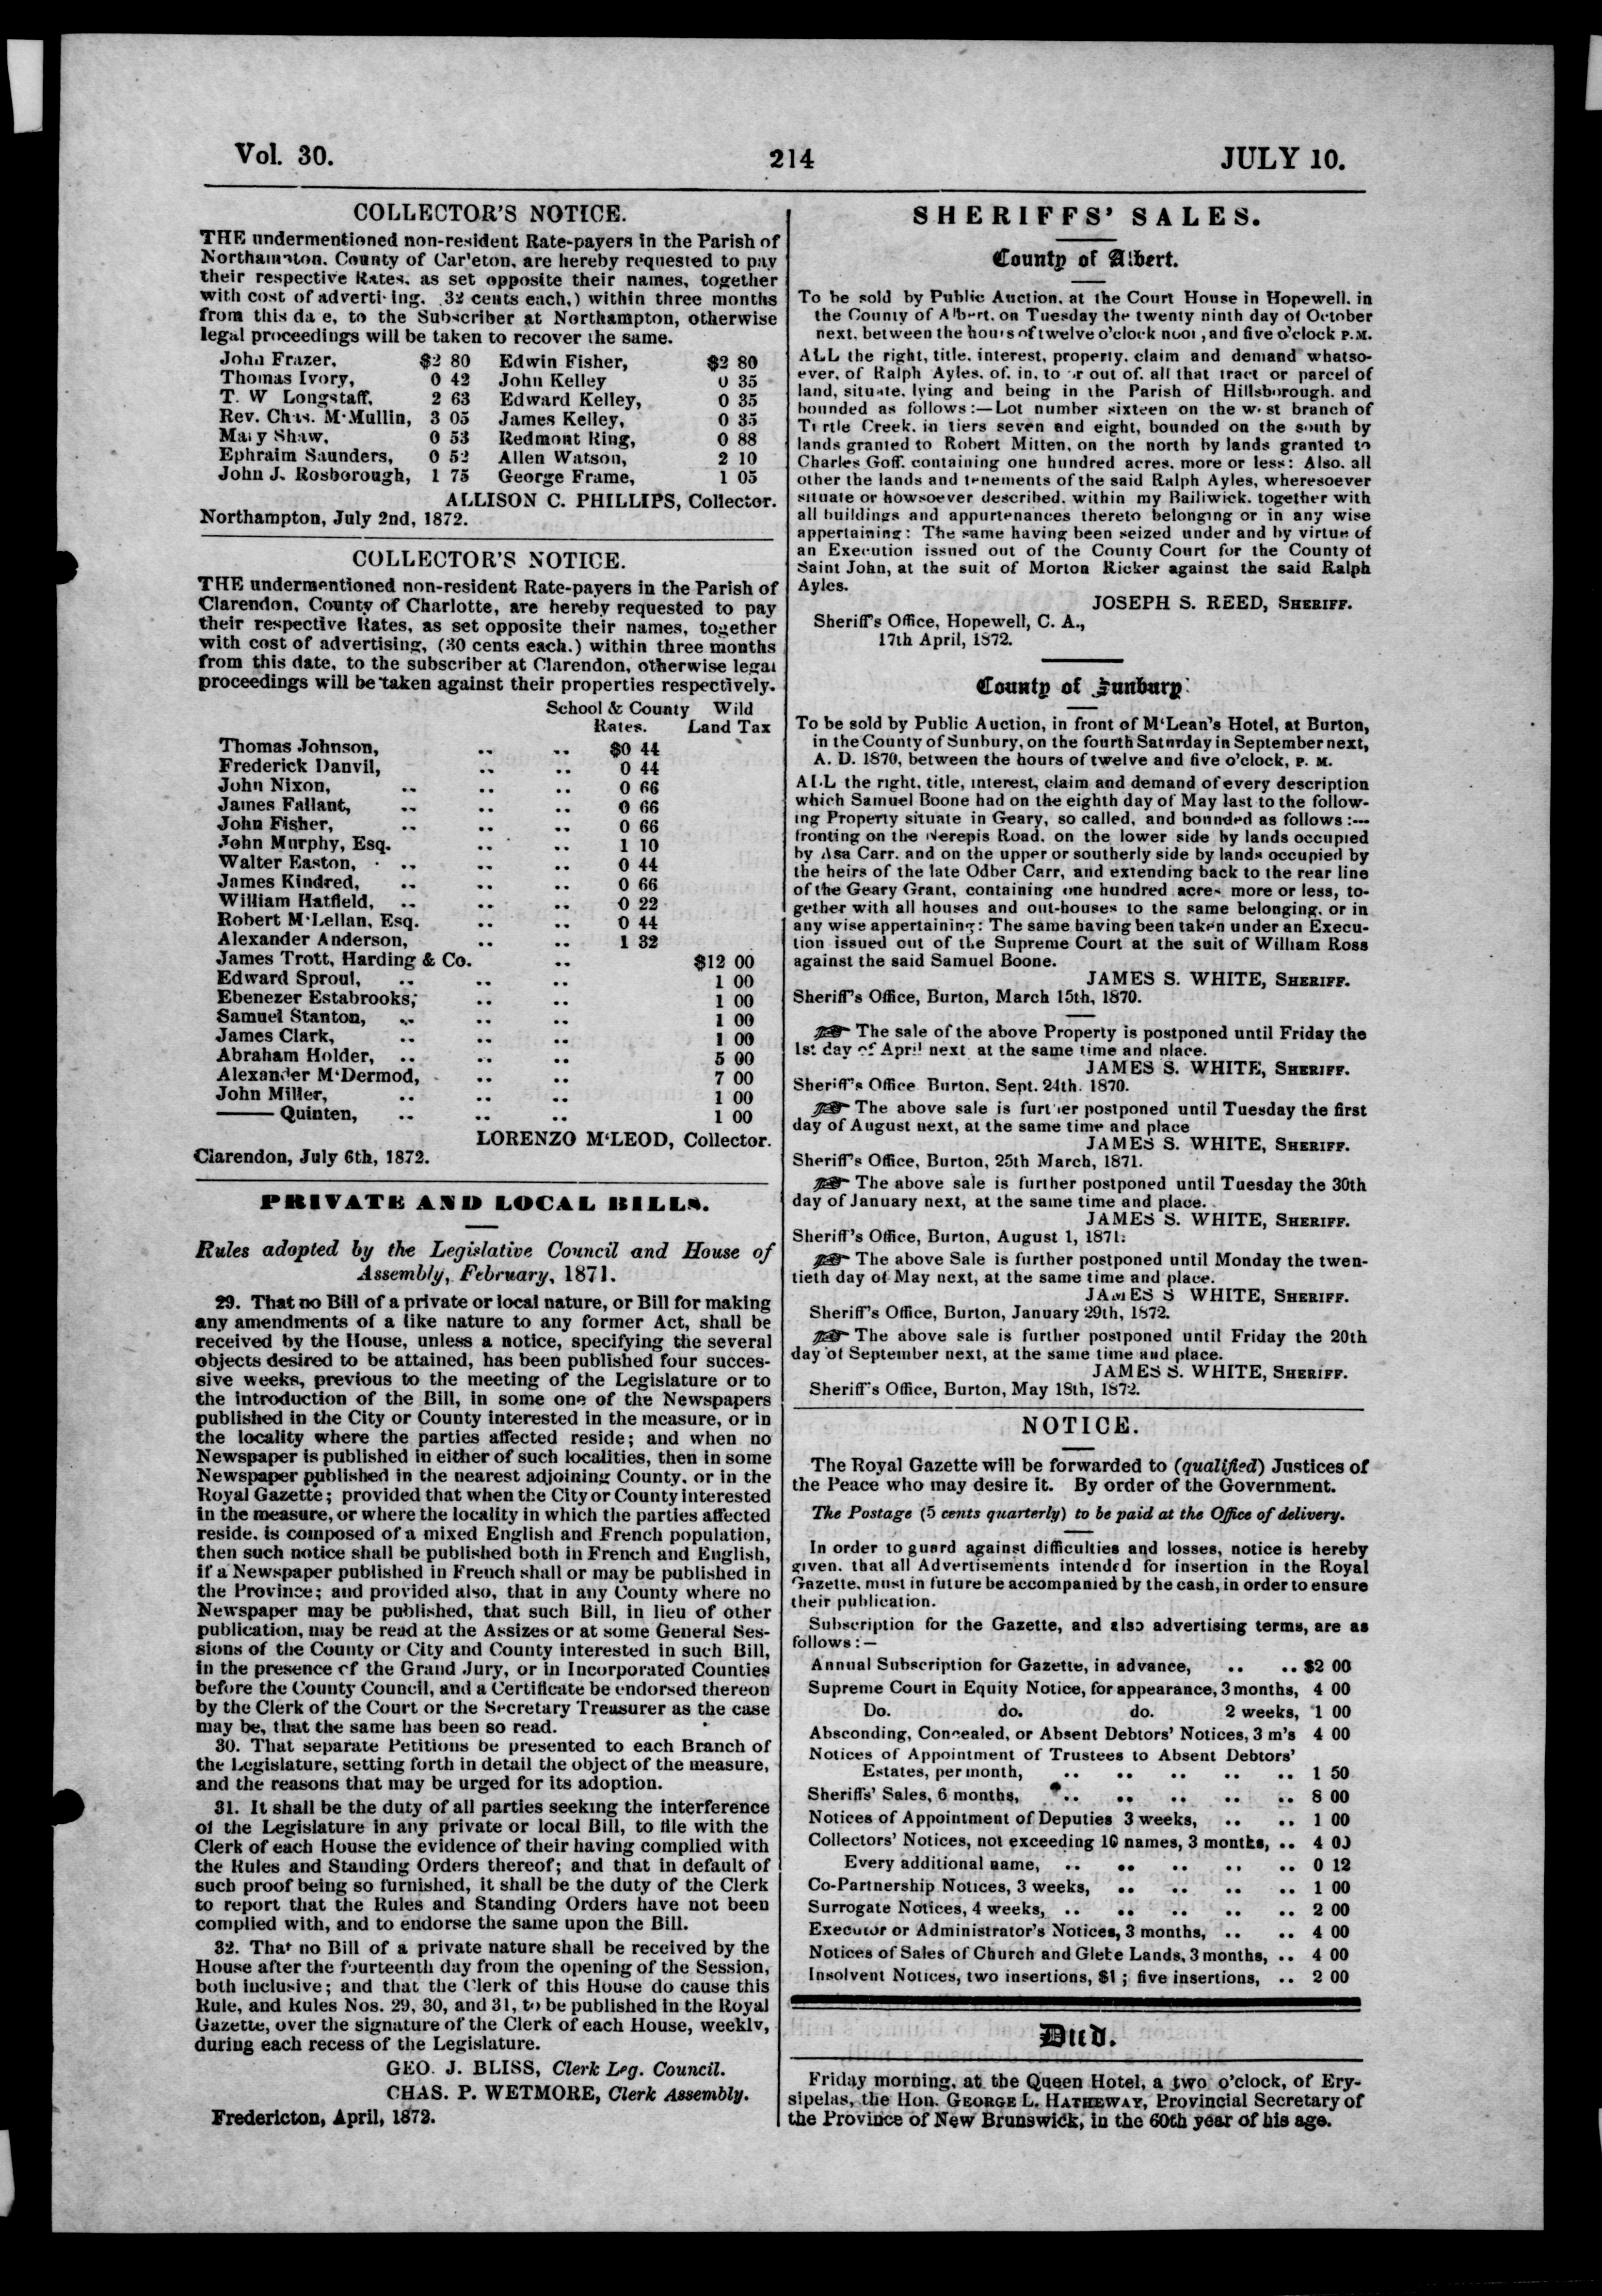 Vol. 30.
214
JULY 10.
COLLECTOR'S NOTICE.
THE undermentioned non-resident Rate-payers in the Parish of
Northampton, County of Carleton, are hereby requested to pay
their respective Rates, as set opposite their names, together
with cost of advertising, 32 cents each,) within three months
from this date, to the Subscriber at Northampton, otherwise
legal proceedings will be taken to recover the same.
John Frazer, $2 80 Edwin Fisher, $2 80
Thomas Ivory, 0 42 John Kelley 0 35
T. W Longstaff, 2 63 Edward Kelley, 0 35
Rev. Chas. M'Mullin, 3 05 James Kelley, 0 35
Mary Shaw, 0 53 Redmont Ring, 0 88
Ephraim Saunders, 0 52 Allen Watson, 2 10
John J. Rosborough, 1 75 George Frame, 1 05
ALLISON C. PHILLIPS, Collector.
Northampton, July 2nd, 1872.
COLLECTOR'S NOTICE.
THE undermentioned non-resident Rate-payers in the Parish of
Clarendon, County of Charlotte, are hereby requested to pay
their respective Rates, as set opposite their names, together
with cost of advertising, (30 cents each.) within three months
from this date, to the subscriber at Clarendon, otherwise legal
proceedings will be taken against their properties respectively.
School & County Wild
Rates. Land Tax
Thomas Johnson, .. .. $0 44
Frederick Danvil, .. .. 0 44
John Nixon, .. .. .. 0 66
James Fallant, .. .. .. 0 66
John Fisher, .. .. .. 0 66
John Murphy, Esq. .. .. 1 10
Walter Easton, .. .. .. 0 44
James Kindred, .. .. .. 0 66
William Hatfield, .. .. .. 0 22
Robert M'Lellan, Esq. .. .. 0 44
Alexander Anderson, .. .. 1 32
James Trott, Harding & Co. .. $12 00
Edward Sproul, .. .. .. 1 00
Ebenezer Estabrooks, .. .. 1 00
Samuel Stanton, .. .. .. 1 00
James Clark, .. .. .. 1 00
Abraham Holder, .. .. .. 5 00
Alexander M'Dermod, .. .. 7 00
John Miller, .. .. .. 1 00
—— Quinten, .. .. .. 1 00
LORENZO M'LEOD, Collector.
Clarendon, July 6th, 1872.
PRIVATE AND LOCAL BILLS.
Rules adopted by the Legislative Council and House of
Assembly, February, 1871.
29. That no Bill of a private or local nature, or Bill for making
any amendments of a like nature to any former Act, shall be
received by the House, unless a notice, specifying the several
objects desired to be attained, has been published four succes-
sive weeks, previous to the meeting of the Legislature or to
the introduction of the Bill, in some one of the Newspapers
published in the City or County interested in the measure, or in
the locality where the parties affected reside; and when no
Newspaper is published in either of such localities, then in some
Newspaper published in the nearest adjoining County, or in the
Royal Gazette; provided that when the City or County interested
in the measure, or where the locality in which the parties affected
reside, is composed of a mixed English and French population,
then such notice shall be published both in French and English,
if a Newspaper published in French shall or may be published in
the Province; and provided also, that in any County where no
Newspaper may be published, that such Bill, in lieu of other
publication, may be read at the Assizes or at some General Ses-
sions of the County or City and County interested in such Bill,
in the presence of the Grand Jury, or in Incorporated Counties
before the County Council, and a Certificate be endorsed thereon
by the Clerk of the Court or the Secretary Treasurer as the case
may be, that the same has been so read.
30. That separate Petitions be presented to each Branch of
the Legislature, setting forth in detail the object of the measure,
and the reasons that may be urged for its adoption.
31. It shall be the duty of all parties seeking the interference
of the Legislature in any private or local Bill, to file with the
Clerk of each House the evidence of their having complied with
the Rules and Standing Orders thereof; and that in default of
such proof being so furnished, it shall be the duty of the Clerk
to report that the Rules and Standing Orders have not been
complied with, and to endorse the same upon the Bill.
32. That no Bill of a private nature shall be received by the
House after the fourteenth day from the opening of the Session,
both inclusive; and that the Clerk of this House do cause this
Rule, and Rules Nos. 29, 30, and 31, to be published in the Royal
Gazette, over the signature of the Clerk of each House, weekly,
during each recess of the Legislature.
GEO. J. BLISS, Clerk Leg. Council.
CHAS. P. WETMORE, Clerk Assembly.
Fredericton, April, 1872.
SHERIFFS' SALES.
County of Albert.
To be sold by Public Auction, at the Court House in Hopewell, in
the County of Albert, on Tuesday the twenty ninth day of October
next, between the hours of twelve o'clock noon, and five o'clock P.M.
ALL the right, title, interest, property, claim and demand whatso-
ever, of Ralph Ayles, of, in, to or out of, all that tract or parcel of
land, situate, lying and being in the Parish of Hillsborough, and
bounded as follows:—Lot number sixteen on the west branch of
Turtle Creek, in tiers seven and eight, bounded on the south by
lands granted to Robert Mitten, on the north by lands granted to
Charles Goff, containing one hundred acres, more or less: Also, all
other the lands and tenements of the said Ralph Ayles, wheresoever
situate or howsoever described, within my Bailiwick, together with
all buildings and appurtenances thereto belonging or in any wise
appertaining: The same having been seized under and by virtue of
an Execution issued out of the County Court for the County of
Saint John, at the suit of Morton Ricker against the said Ralph
Ayles.
JOSEPH S. REED, SHERIFF.
Sheriff's Office, Hopewell, C. A.,
17th April, 1872.
County of Sunbury.
To be sold by Public Auction, in front of M'Lean's Hotel, at Burton,
in the County of Sunbury, on the fourth Saturday in September next,
A. D. 1870, between the hours of twelve and five o'clock, P. M.
ALL the right, title, interest, claim and demand of every description
which Samuel Boone had on the eighth day of May last to the follow-
ing Property situate in Geary, so called, and bounded as follows:---
fronting on the Nerepis Road, on the lower side by lands occupied
by Asa Carr, and on the upper or southerly side by lands occupied by
the heirs of the late Odber Carr, and extending back to the rear line
of the Geary Grant, containing one hundred acres more or less, to-
gether with all houses and out-houses to the same belonging, or in
any wise appertaining: The same having been taken under an Execu-
tion issued out of the Supreme Court at the suit of William Ross
against the said Samuel Boone.
JAMES S. WHITE, SHERIFF.
Sheriff's Office, Burton, March 15th, 1870.
☞ The sale of the above Property is postponed until Friday the
1st day of April next at the same time and place.
JAMES S. WHITE, SHERIFF.
Sheriff's Office Burton, Sept. 24th, 1870.
☞ The above sale is further postponed until Tuesday the first
day of August next, at the same time and place
JAMES S. WHITE, SHERIFF.
Sheriff's Office, Burton, 25th March, 1871.
☞ The above sale is further postponed until Tuesday the 30th
day of January next, at the same time and place.
JAMES S. WHITE, SHERIFF.
Sheriff's Office, Burton, August 1, 1871.
☞ The above Sale is further postponed until Monday the twen-
tieth day of May next, at the same time and place.
JAMES S WHITE, SHERIFF.
Sheriff's Office, Burton, January 29th, 1872.
☞ The above sale is further postponed until Friday the 20th
day of September next, at the same time and place.
JAMES S. WHITE, SHERIFF.
Sheriff's Office, Burton, May 18th, 1872.
NOTICE.
The Royal Gazette will be forwarded to (qualified) Justices of
the Peace who may desire it. By order of the Government.
The Postage (5 cents quarterly) to be paid at the Office of delivery.
In order to guard against difficulties and losses, notice is hereby
given, that all Advertisements intended for insertion in the Royal
Gazette, must in future be accompanied by the cash, in order to ensure
their publication.
Subscription for the Gazette, and also advertising terms, are as
follows:—
Annual Subscription for Gazette, in advance, .. .. $2 00
Supreme Court in Equity Notice, for appearance, 3 months, 4 00
Do. do. do. 2 weeks, 1 00
Absconding, Concealed, or Absent Debtors' Notices, 3 m's 4 00
Notices of Appointment of Trustees to Absent Debtors'
Estates, per month, .. .. .. .. .. 1 50
Sheriffs' Sales, 6 months, .. .. .. .. .. 8 00
Notices of Appointment of Deputies 3 weeks, .. .. 1 00
Collectors' Notices, not exceeding 10 names, 3 months, .. 4 00
Every additional name, .. .. .. .. .. 0 12
Co-Partnership Notices, 3 weeks, .. .. .. .. 1 00
Surrogate Notices, 4 weeks, .. .. .. .. .. 2 00
Executor or Administrator's Notices, 3 months, .. .. 4 00
Notices of Sales of Church and Glebe Lands, 3 months, .. 4 00
Insolvent Notices, two insertions, $1; five insertions, .. 2 00
Died.
Friday morning, at the Queen Hotel, a two o'clock, of Ery-
sipelas, the Hon. GEORGE L. HATHEWAY, Provincial Secretary of
the Province of New Brunswick, in the 60th year of his age.